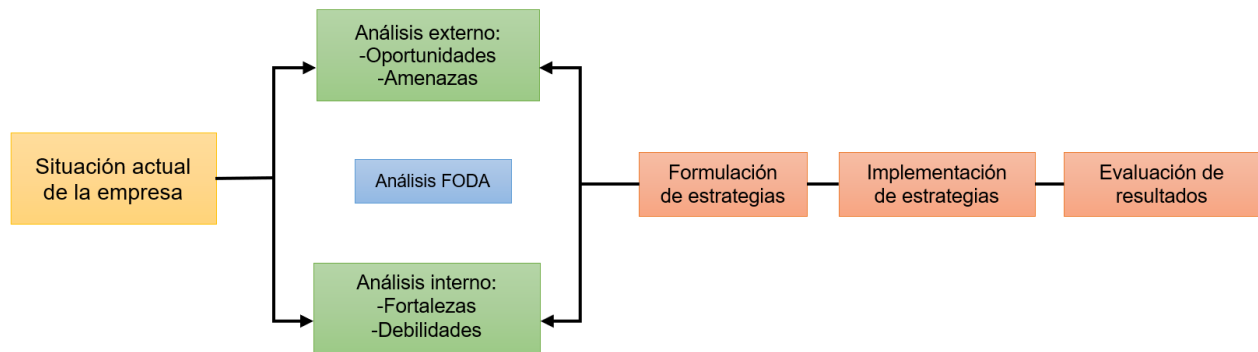 Situación actual
de la empresa
Análisis externo:
-Oportunidades
-Amenazas
Análisis FODA
Análisis interno:
-Fortalezas
-Debilidades
Formulación
de estrategias
Implementación
de estrategias
Evaluación de
resultados